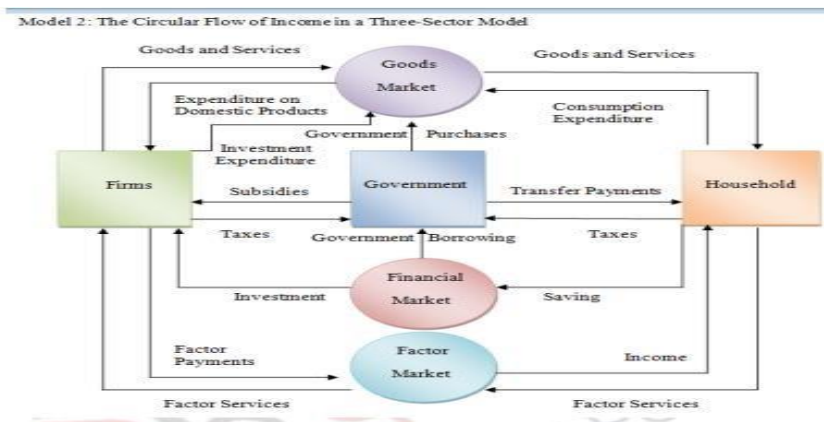 Model 2: The Circular Flow of Income in a Three-Sector Model
Goods and Services
Goods
Market
Goods and Services
Expenditure on
Domestic Products
Consumption
Expenditure
Government Purchases
Investment
Expenditure
Firms
Subsidies
Government
Transfer Payments
Household
Taxes
Government Borrowing
Taxes
Financial
Market
Investment
Saving
Factor
Payments
Factor
Market
Income
Factor Services
Factor Services